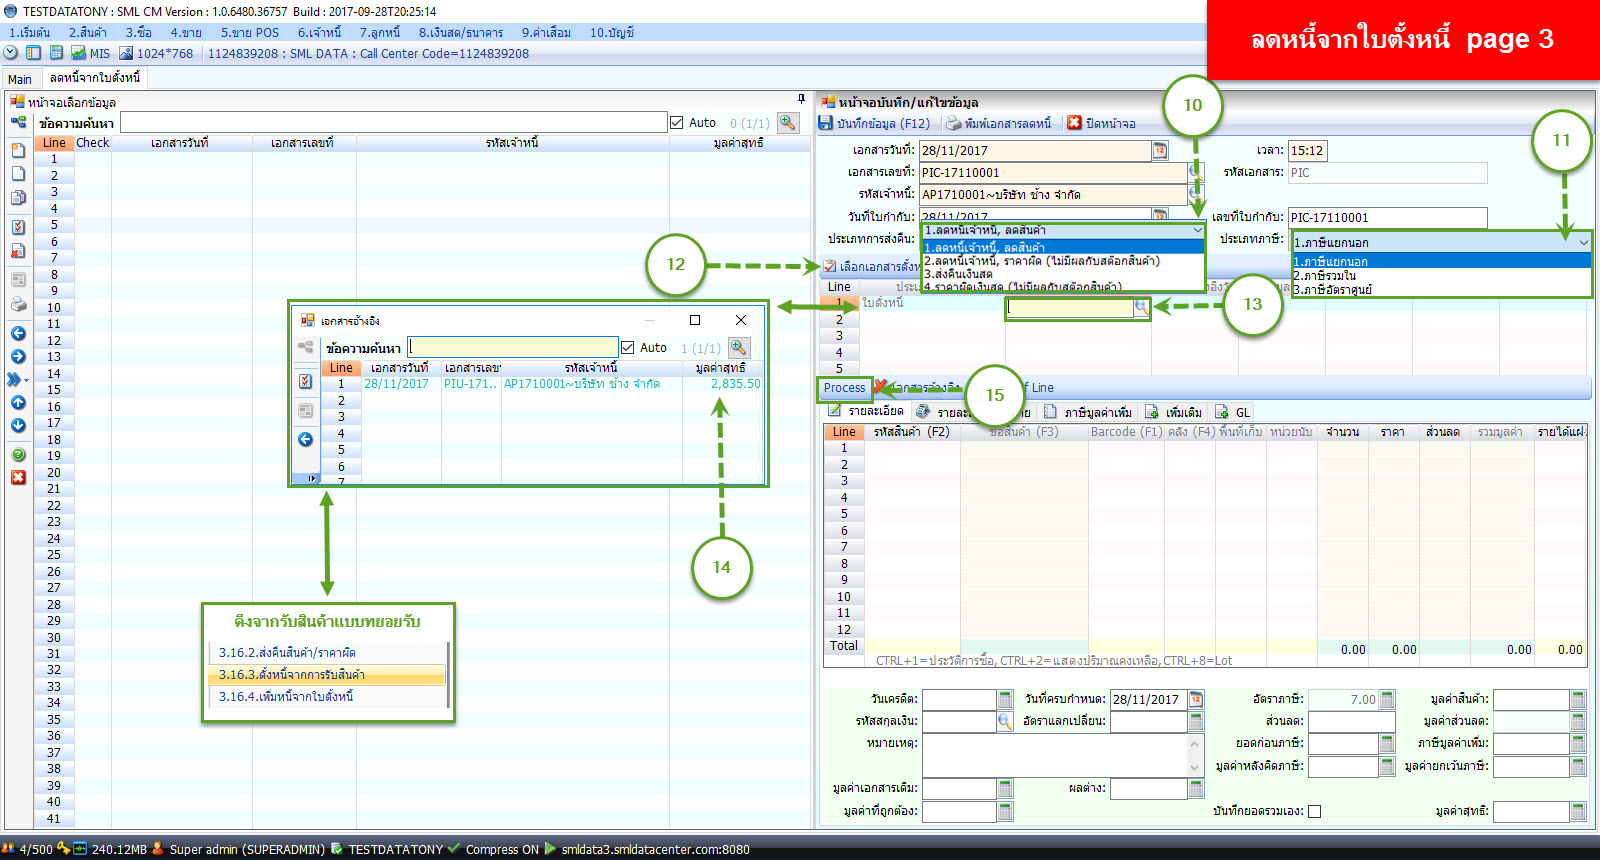 TESTDATATONY : SML CM Version : 1.0.6480.36757 Build : 2017-09-28T20:25:14
1.เริ่มต้น 2.สินค้า 3.ซื้อ 4.ขาย 5.ขาย POS 6.เจ้าหนี้ 7.ลูกหนี้ 8.เงินสด/ธนาคาร 9.ค่าเสื่อม 10.บัญชี
MIS 1024*768 1124839208 : SML DATA : Call Center Code=1124839208
ลดหนี้จากใบตั้งหนี้ page 3
Main ลดหนี้จากใบตั้งหนี้
หน้าจอเลือกข้อมูล
ข้อความค้นหา Auto 0 (1/1)
Line Check เอกสารวันที่ เอกสารเลขที่ รหัสเจ้าหนี้ มูลค่าสุทธิ
1
2
3
4
5
6
7
8
9
10
11
12
13
14
15
16
17
18
19
20
21
22
23
24
25
26
27
28
29
30
31
32
33
34
35
36
37
38
39
40
41
เอกสารอ้างอิง
ข้อความค้นหา Auto 1 (1/1)
Line เอกสารวันที่ เอกสารเลข รหัสเจ้าหนี้ มูลค่าสุทธิ
1 28/11/2017 PIU-171.. AP1710001~บริษัท ช้าง จำกัด 2,835.50
2
3
4
5
6
7
ดึงจากรับสินค้าแบบทยอยรับ
3.16.2.ส่งคืนสินค้า/ราคาผิด
3.16.3.ตั้งหนี้จากการรับสินค้า
3.16.4.เพิ่มหนี้จากใบตั้งหนี้
10
11
12
13
14
15
หน้าจอบันทึก/แก้ไขข้อมูล
บันทึกข้อมูล (F12) พิมพ์เอกสารลดหนี้ ปิดหน้าจอ
เอกสารวันที่: 28/11/2017 เวลา: 15:12
เอกสารเลขที่: PIC-17110001 รหัสเอกสาร: PIC
รหัสเจ้าหนี้: AP1710001~บริษัท ช้าง จำกัด
วันที่ใบกำกับ: 28/11/2017 เลขที่ใบกำกับ: PIC-17110001
ประเภทการส่งคืน: 1.ลดหนี้เจ้าหนี้, ลดสินค้า ประเภทภาษี: 1.ภาษีแยกนอก
1.ลดหนี้เจ้าหนี้, ลดสินค้า
2.ลดหนี้เจ้าหนี้, ราคาผิด (ไม่มีผลกับสต๊อกสินค้า)
3.ส่งคืนเงินสด
4.ราคาผิดเงินสด (ไม่มีผลกับสต๊อกสินค้า)
1.ภาษีแยกนอก
2.ภาษีรวมใน
3.ภาษีอัตราศูนย์
เลือกเอกสารตั้งห
Line
1 ใบตั้งหนี้
2
3
4
5
Process เอกสารอ้างอิง Line
รายละเอียด ภาษีมูลค่าเพิ่ม เพิ่มเติม GL
Line รหัสสินค้า (F2) ชื่อสินค้า (F3) Barcode (F1) คลัง (F4) พื้นที่เก็บ หน่วยนับ จำนวน ราคา ส่วนลด รวมมูลค่า รายได้แฝง
1
2
3
4
5
6
7
8
9
10
11
12
Total 0.00 0.00 0.00 0.00
CTRL+1=ประวัติการซื้อ, CTRL+2=แสดงปริมาณคงเหลือ, CTRL+8=Lot
วันเครดิต: วันที่ครบกำหนด: 28/11/2017 อัตราภาษี: 7.00 มูลค่าสินค้า:
รหัสสกุลเงิน: อัตราแลกเปลี่ยน: ส่วนลด: มูลค่าส่วนลด:
หมายเหตุ: ยอดก่อนภาษี: ภาษีมูลค่าเพิ่ม:
มูลค่าหลังคิดภาษี: มูลค่ายกเว้นภาษี:
มูลค่าเอกสารเดิม: ผลต่าง:
มูลค่าที่ถูกต้อง: บันทึกยอดรวมเอง: มูลค่าสุทธิ:
4/500 240.12MB Super admin (SUPERADMIN) TESTDATATONY Compress ON smldata3.smldatacenter.com:8080